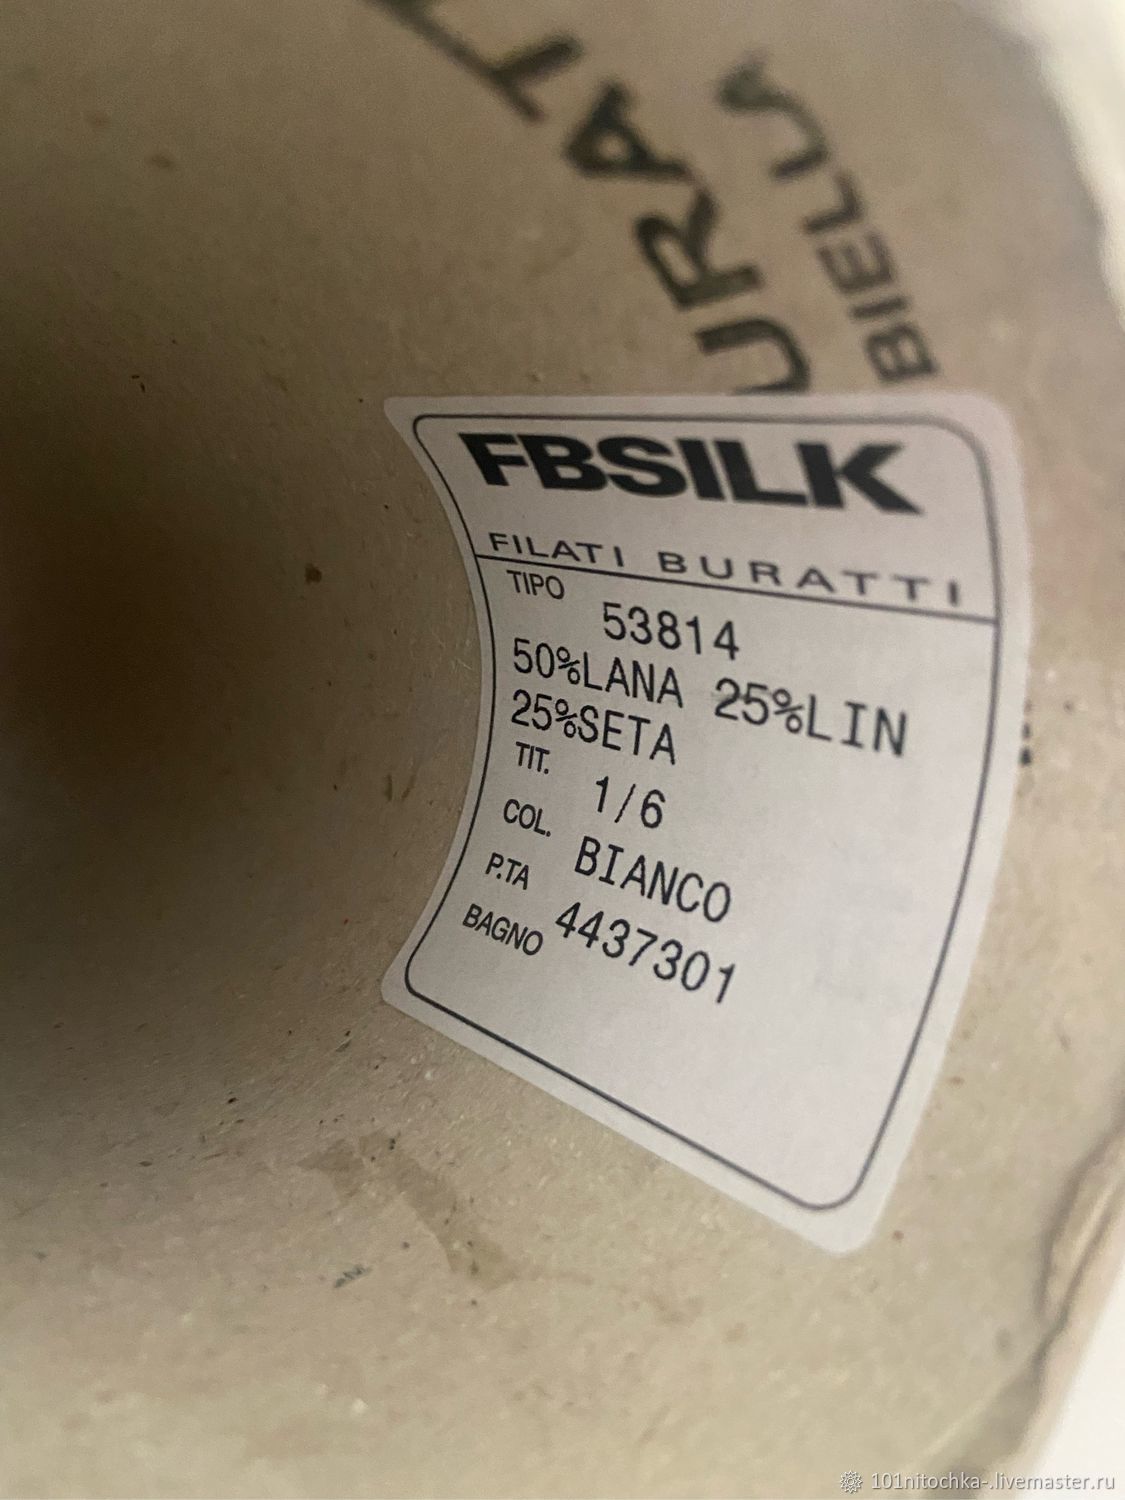 BIELLA
FBSILK
FILATI BURATTI
TIPO 53814
50%LANA 25%LIN
25%SETA
TIT. 1/6
COL. BIANCO
P.TA 4437301
BAGNO
101nitochka-.livemaster.ru